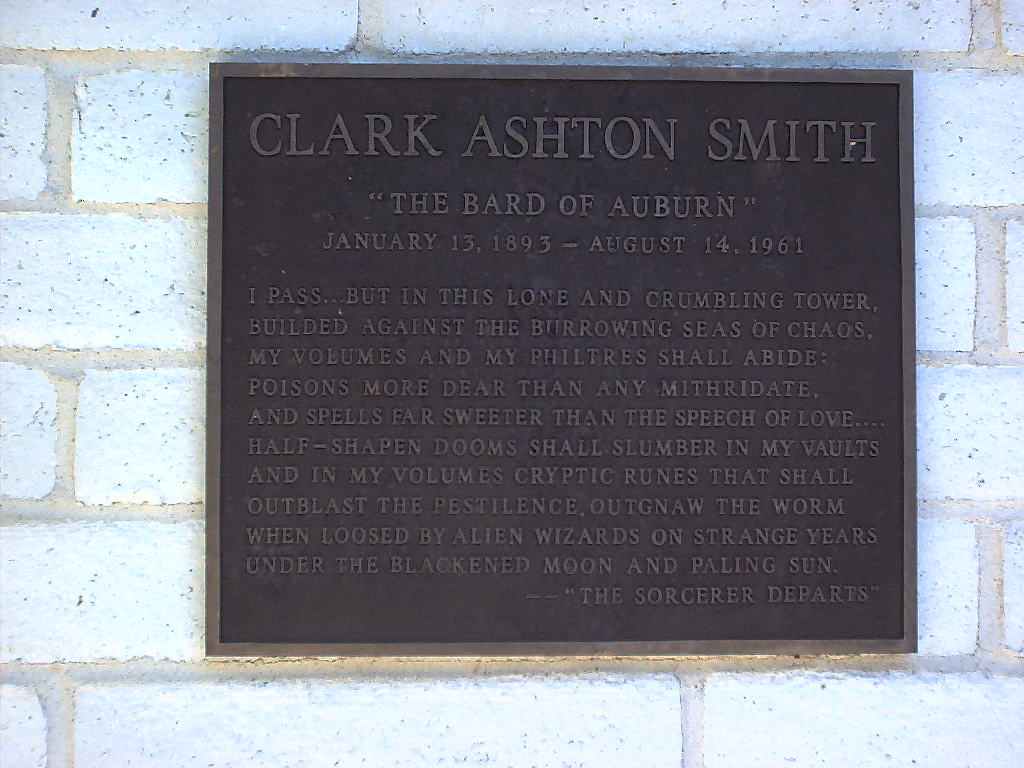 CLARK ASHTON SMITH
"THE BARD OF AUBURN"
JANUARY 13, 1893 – AUGUST 14, 1961
I PASS...BUT IN THIS LONE AND CRUMBLING TOWER,
BUILDED AGAINST THE BURROWING SEAS OF CHAOS,
MY VOLUMES AND MY PHILTRES SHALL ABIDE:
POISONS MORE DEAR THAN ANY MITHRIDATE,
AND SPELLS FAR SWEETER THAN THE SPEECH OF LOVE....
HALF-SHAPEN DOOMS SHALL SLUMBER IN MY VAULTS
AND IN MY VOLUMES CRYPTIC RUNES THAT SHALL
OUTBLAST THE PESTILENCE, OUTGNAW THE WORM
WHEN LOOSED BY ALIEN WIZARDS ON STRANGE YEARS
UNDER THE BLACKENED MOON AND PALING SUN.
––"THE SORCERER DEPARTS"